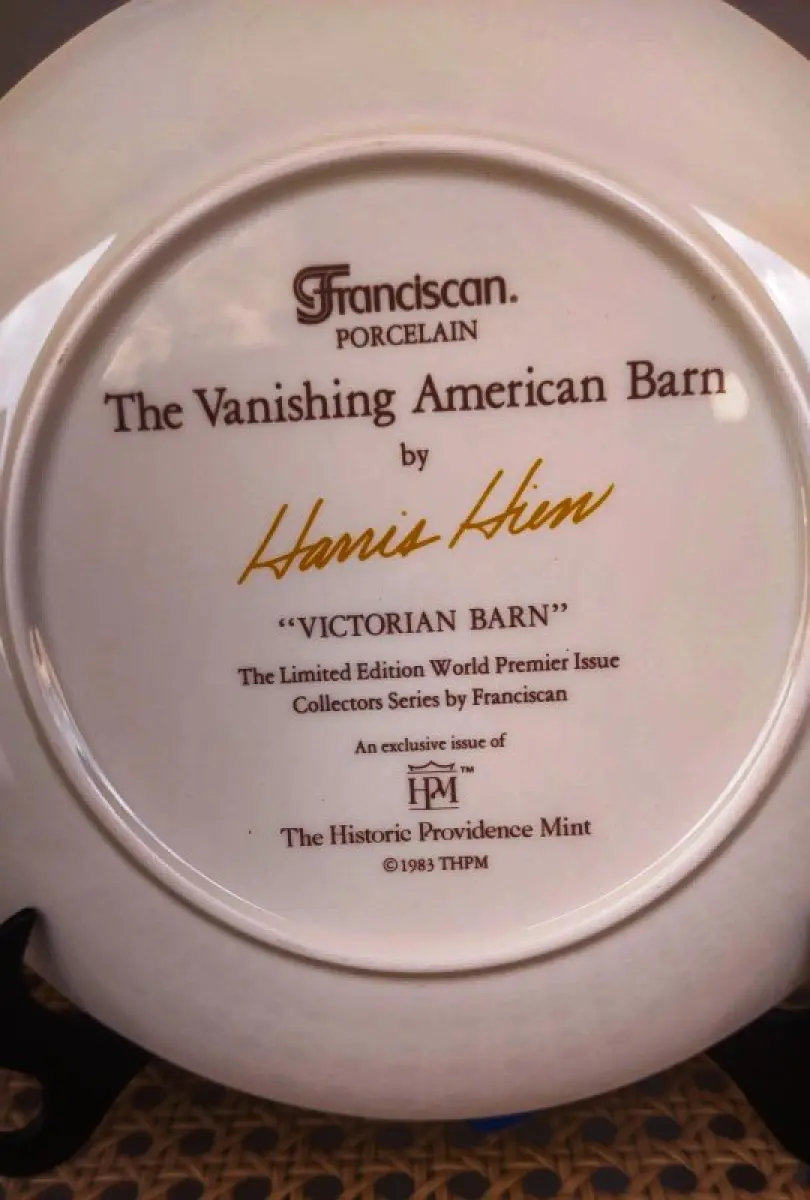 Franciscan.
PORCELAIN
The Vanishing American Barn
by
Harris Hien
“VICTORIAN BARN”
The Limited Edition World Premier Issue
Collectors Series by Franciscan
An exclusive issue of
HPM™
The Historic Providence Mint
©1983 THPM